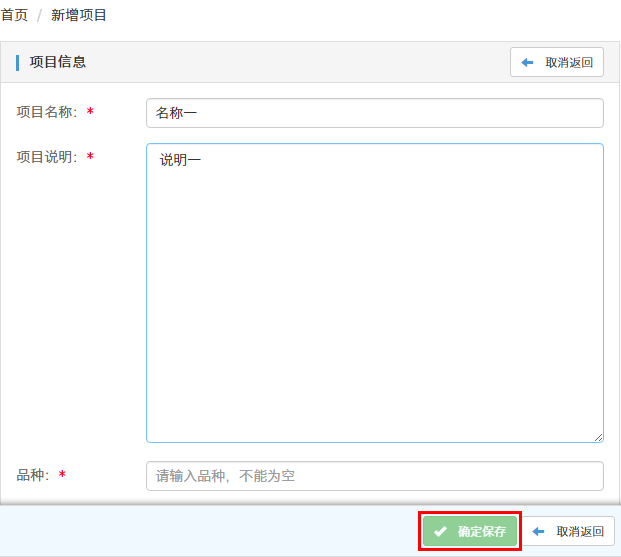 首页 / 新增项目
项目信息 取消返回
项目名称: * 名称一
项目说明: * 说明一
品种: * 请输入品种，不能为空
确定保存 取消返回